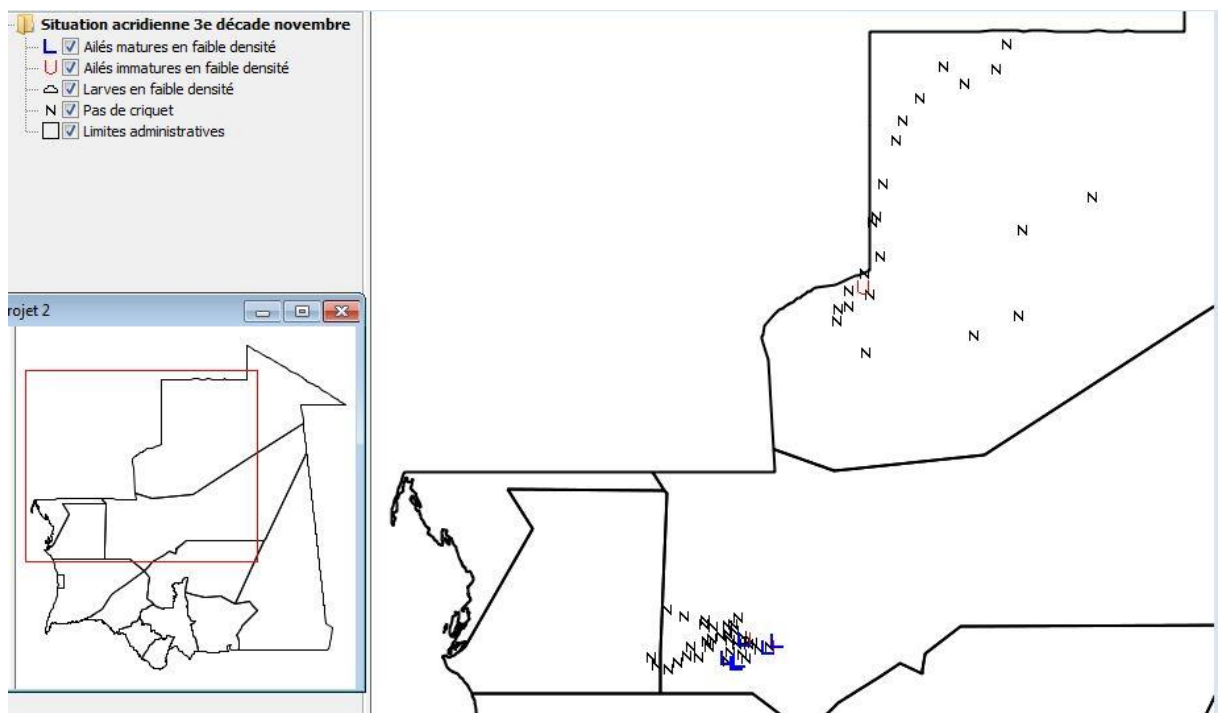 Situation acridienne 3e décade novembre
Ailés matures en faible densité
Ailés immatures en faible densité
Larves en faible densité
N Pas de criquet
Limites administratives
rojet 2